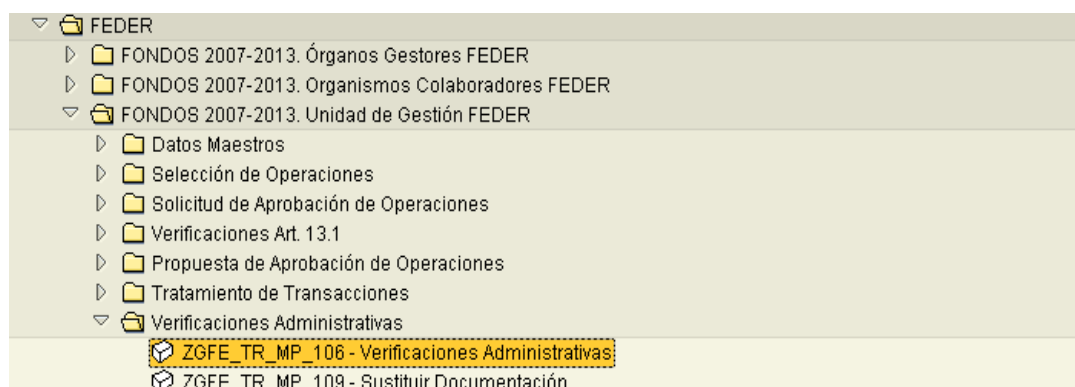 FEDER
FONDOS 2007-2013. Órganos Gestores FEDER
FONDOS 2007-2013. Organismos Colaboradores FEDER
FONDOS 2007-2013. Unidad de Gestión FEDER
Datos Maestros
Selección de Operaciones
Solicitud de Aprobación de Operaciones
Verificaciones Art. 13.1
Propuesta de Aprobación de Operaciones
Tratamiento de Transacciones
Verificaciones Administrativas
ZGFE_TR_MP_106 - Verificaciones Administrativas
ZGFE_TR_MP_109 - Sustituir Documentación